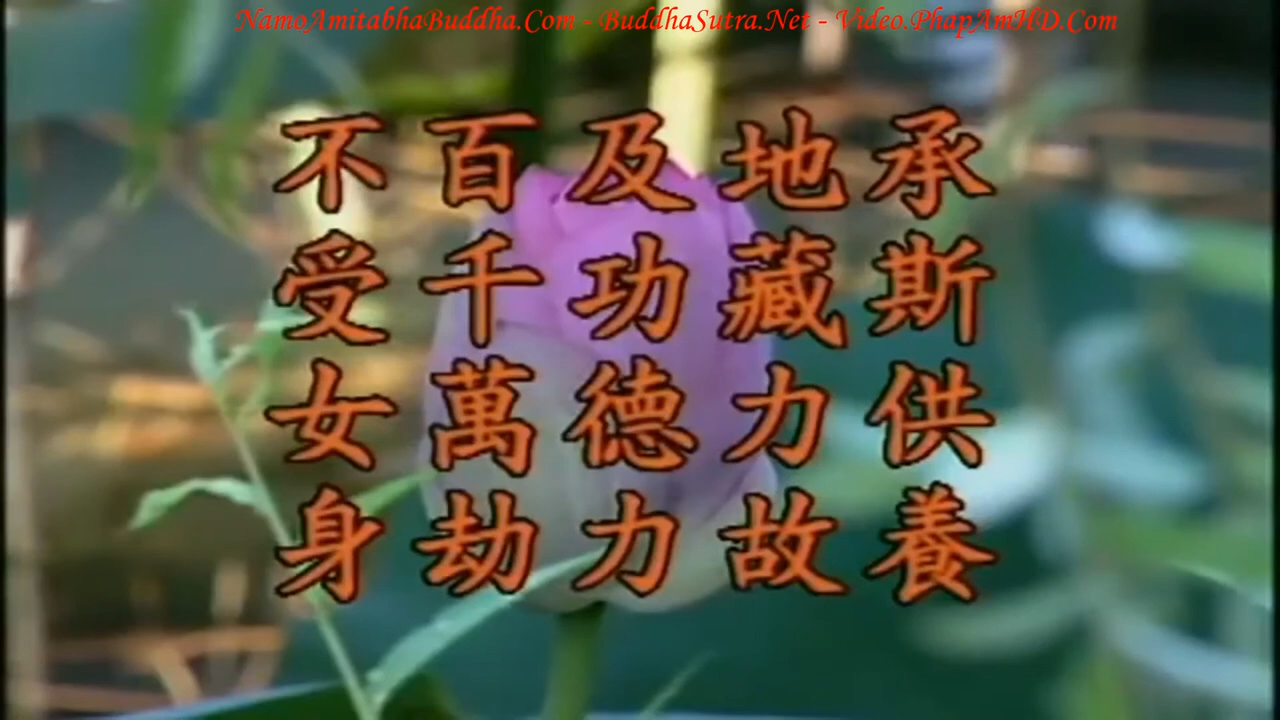 NamoAmitabhaBuddha.Com - BuddhaSutra.Net - Video.PhapAmHD.Com
承斯供養
地藏力故
及功德力
百千萬劫
不受女身